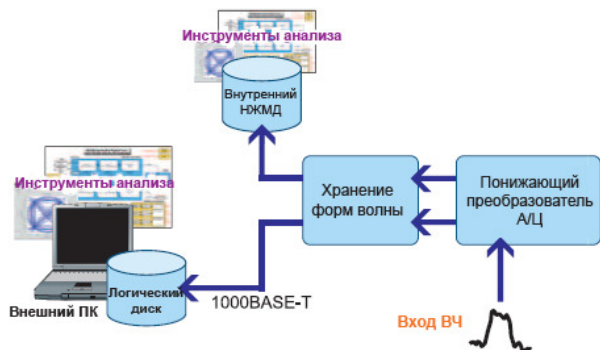 Инструменты анализа
Внутренний
НЖМД
Инструменты анализа
Хранение
форм волны
Понижающий
преобразователь
А/Ц
Логический
диск
1000BASE-T
Внешний ПК
Вход ВЧ